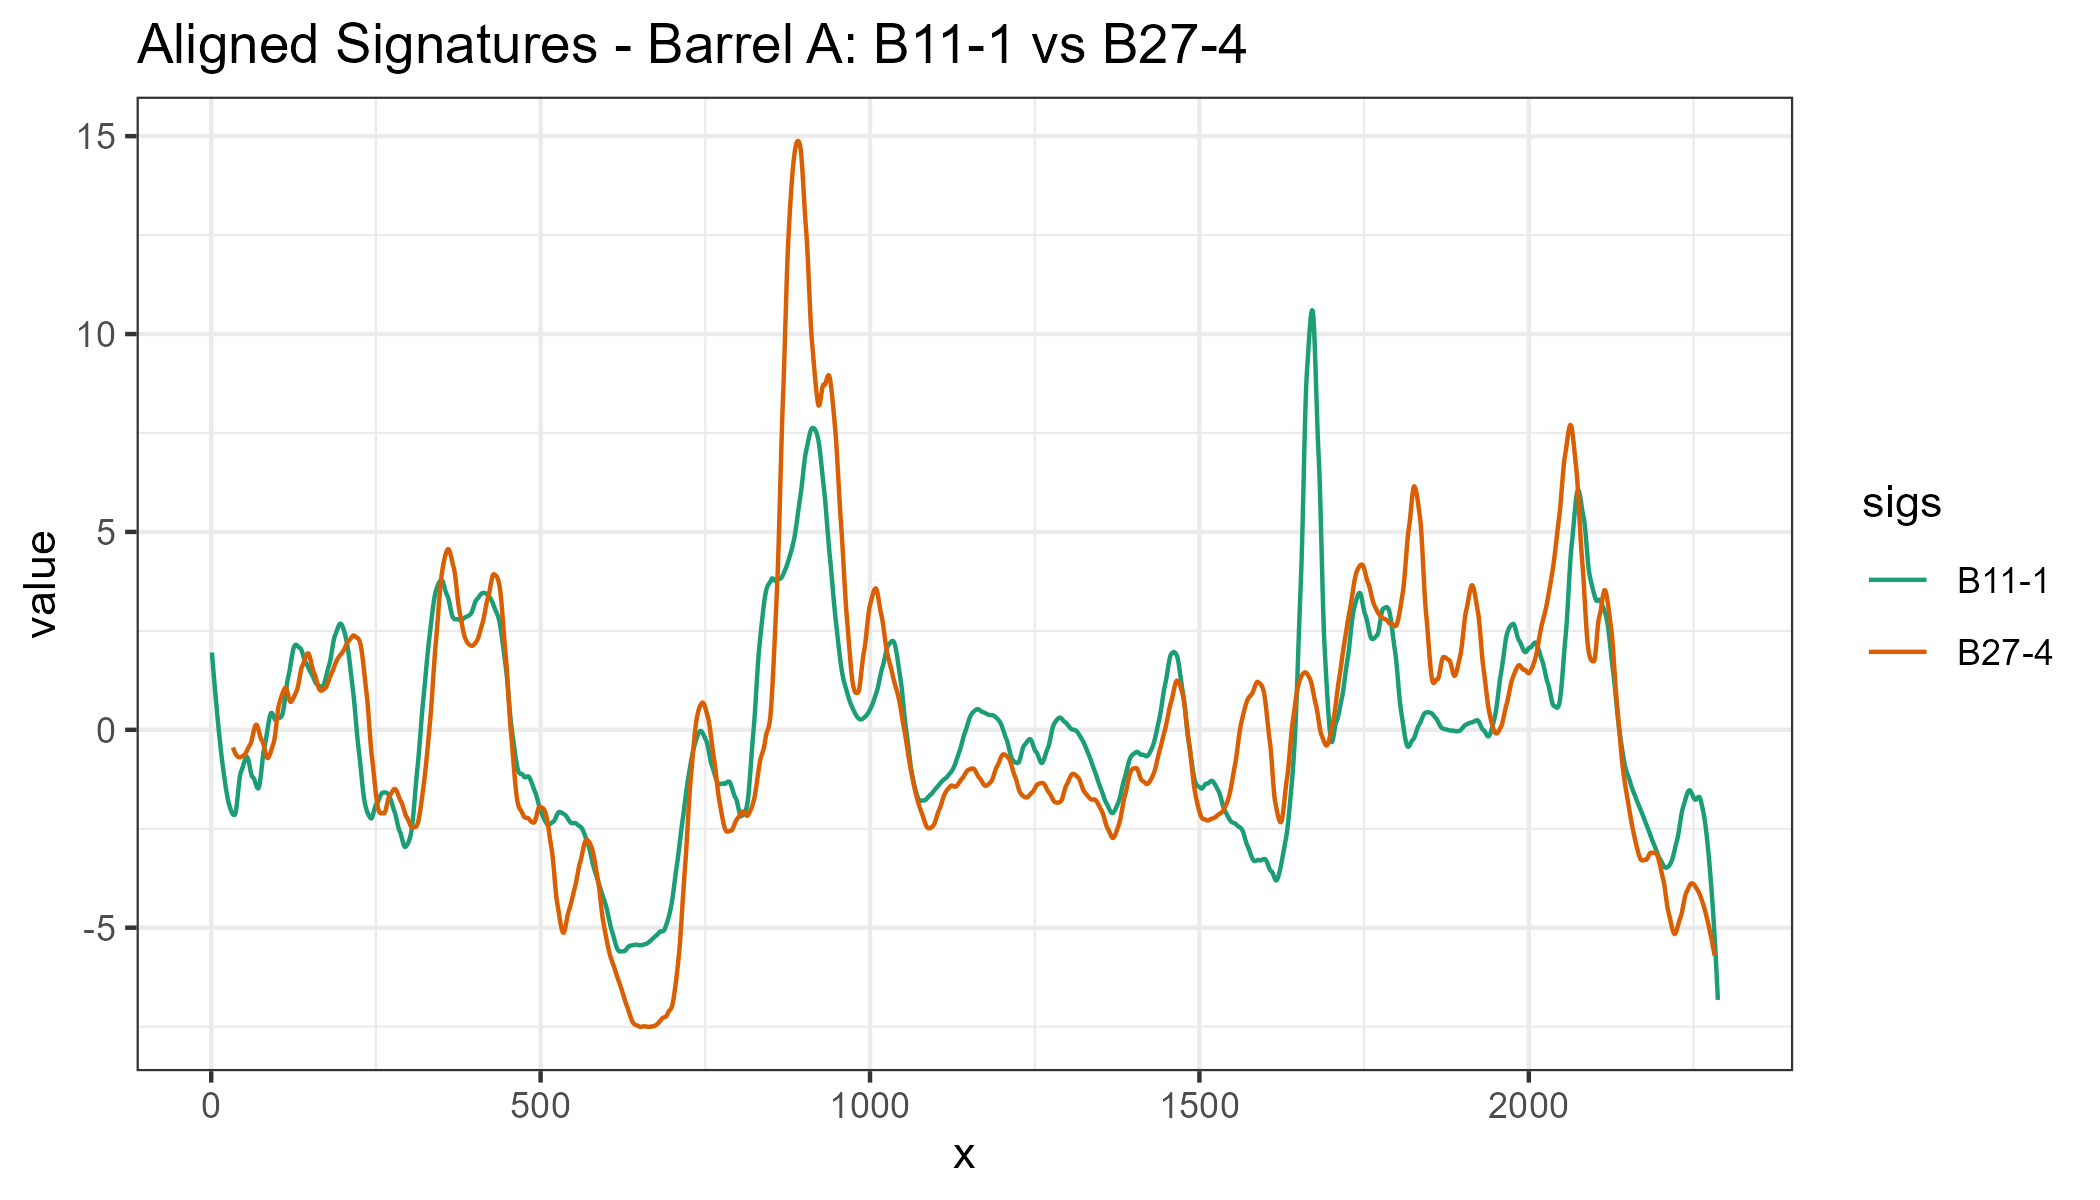 Aligned Signatures - Barrel A: B11-1 vs B27-4
15
10
5
0
-5
value
0 500 1000 1500 2000
x
sigs
B11-1
B27-4